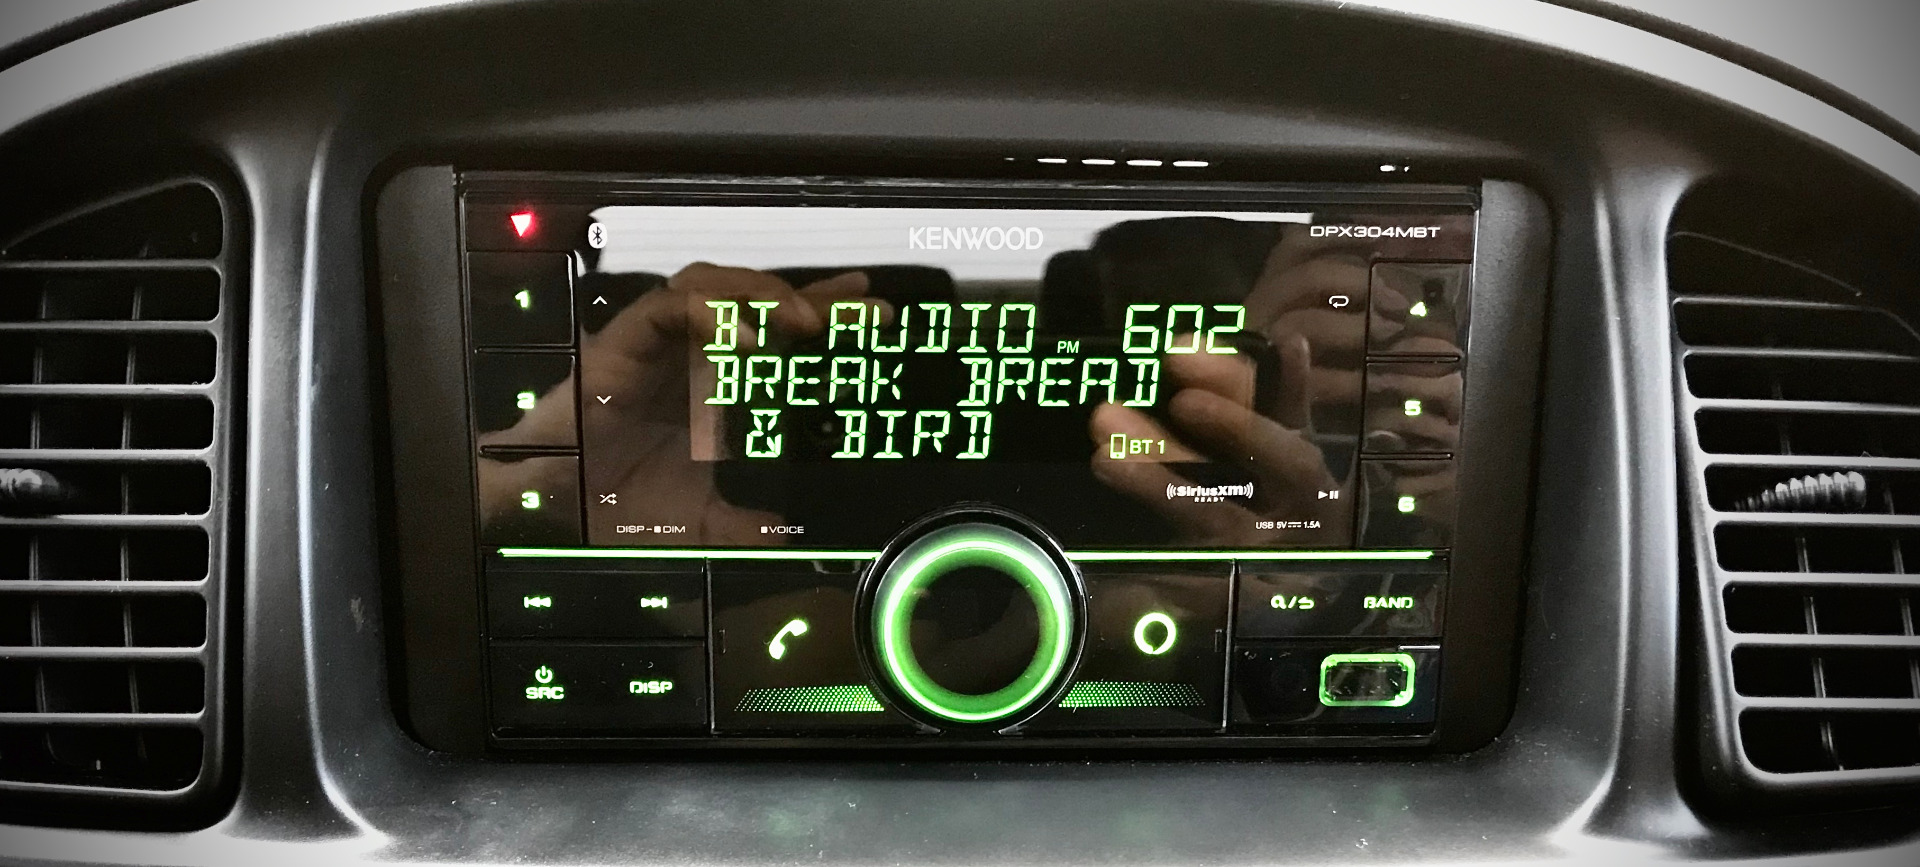 KENWOOD
DPX304MBT
1
4
BT AUDIO PM 602
BREAK BREAD
& BIRD
BT 1
2
5
3
6
((SiriusXM))
READY
DISP-■DIM
■VOICE
USB 5V⎓1.5A
Q/⮌
BAND
SRC
DISP